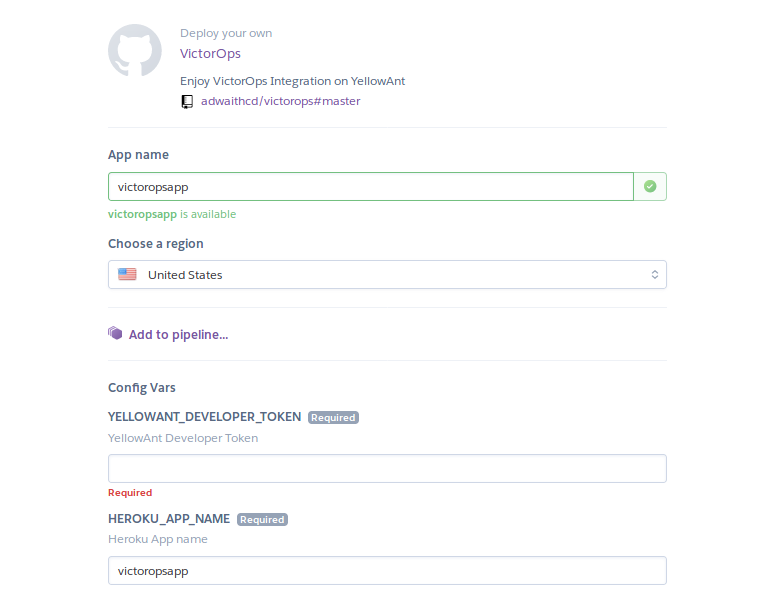 Deploy your own
VictorOps
Enjoy VictorOps Integration on YellowAnt
adwaithcd/victorops#master
App name
victoropsapp
victoropsapp is available
Choose a region
United States
Add to pipeline...
Config Vars
YELLOWANT_DEVELOPER_TOKEN Required
YellowAnt Developer Token
Required
HEROKU_APP_NAME Required
Heroku App name
victoropsapp